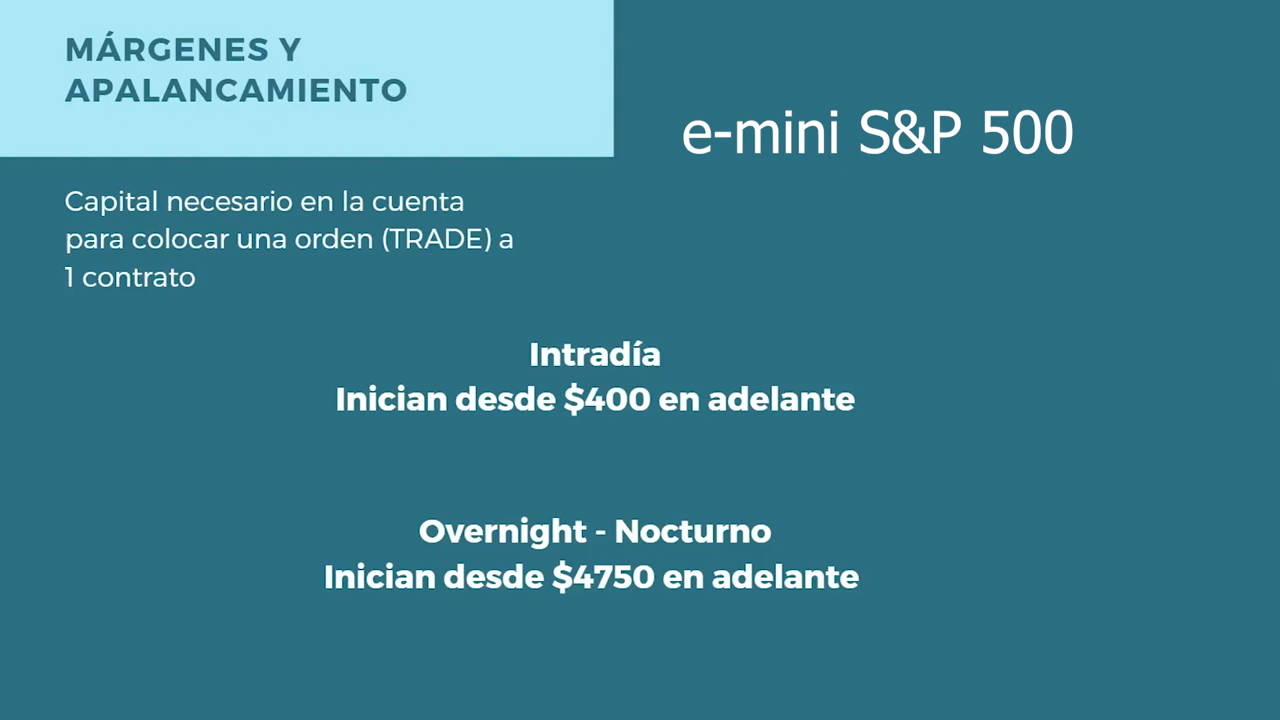 MÁRGENES Y
APALANCAMIENTO
e-mini S&P 500
Capital necesario en la cuenta
para colocar una orden (TRADE) a
1 contrato
Intradía
Inician desde $400 en adelante
Overnight - Nocturno
Inician desde $4750 en adelante